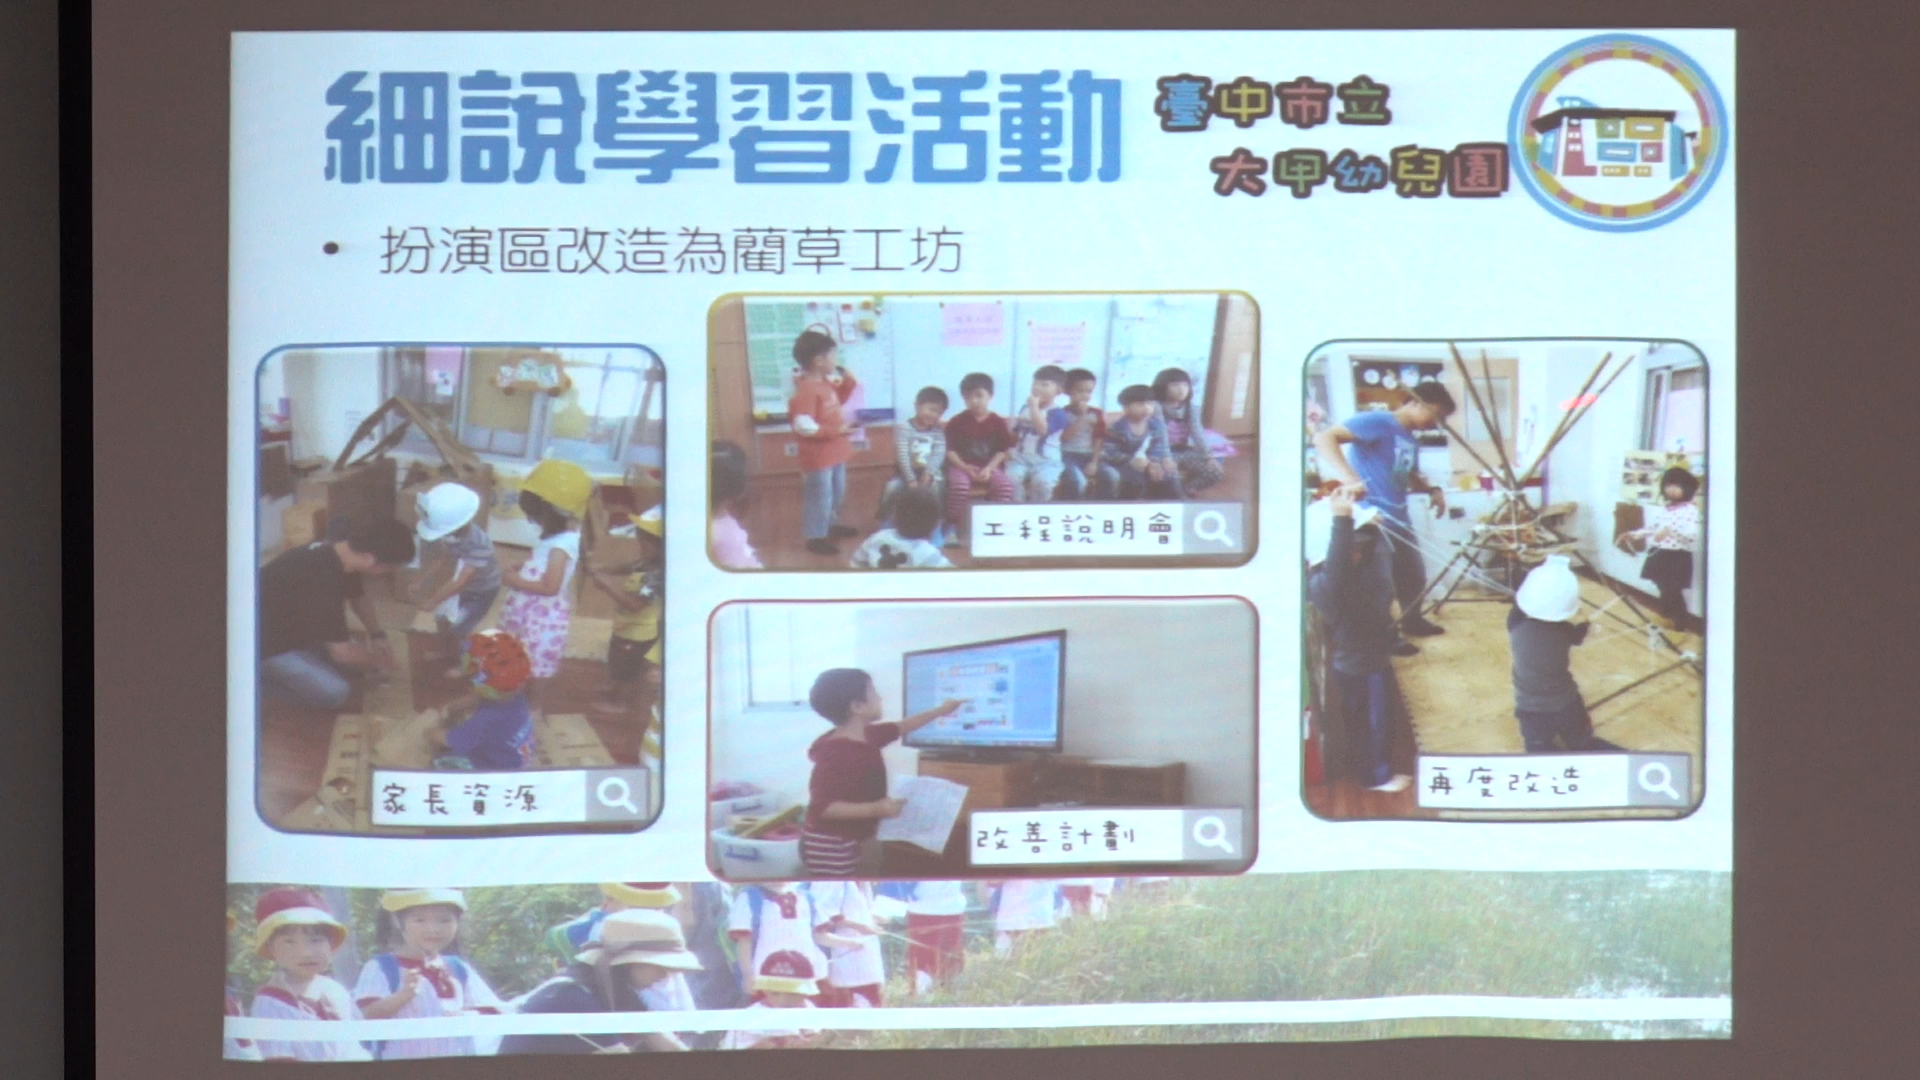 細說學習活動
臺中市立
大甲幼兒園
• 扮演區改造為藺草工坊
工程說明會
家長資源
改善計劃
再度改造